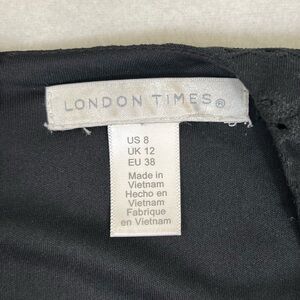 LONDON TIMES®
US 8
UK 12
EU 38
Made in
Vietnam
Hecho en
Vietnam
Fabrique
en Vietnam